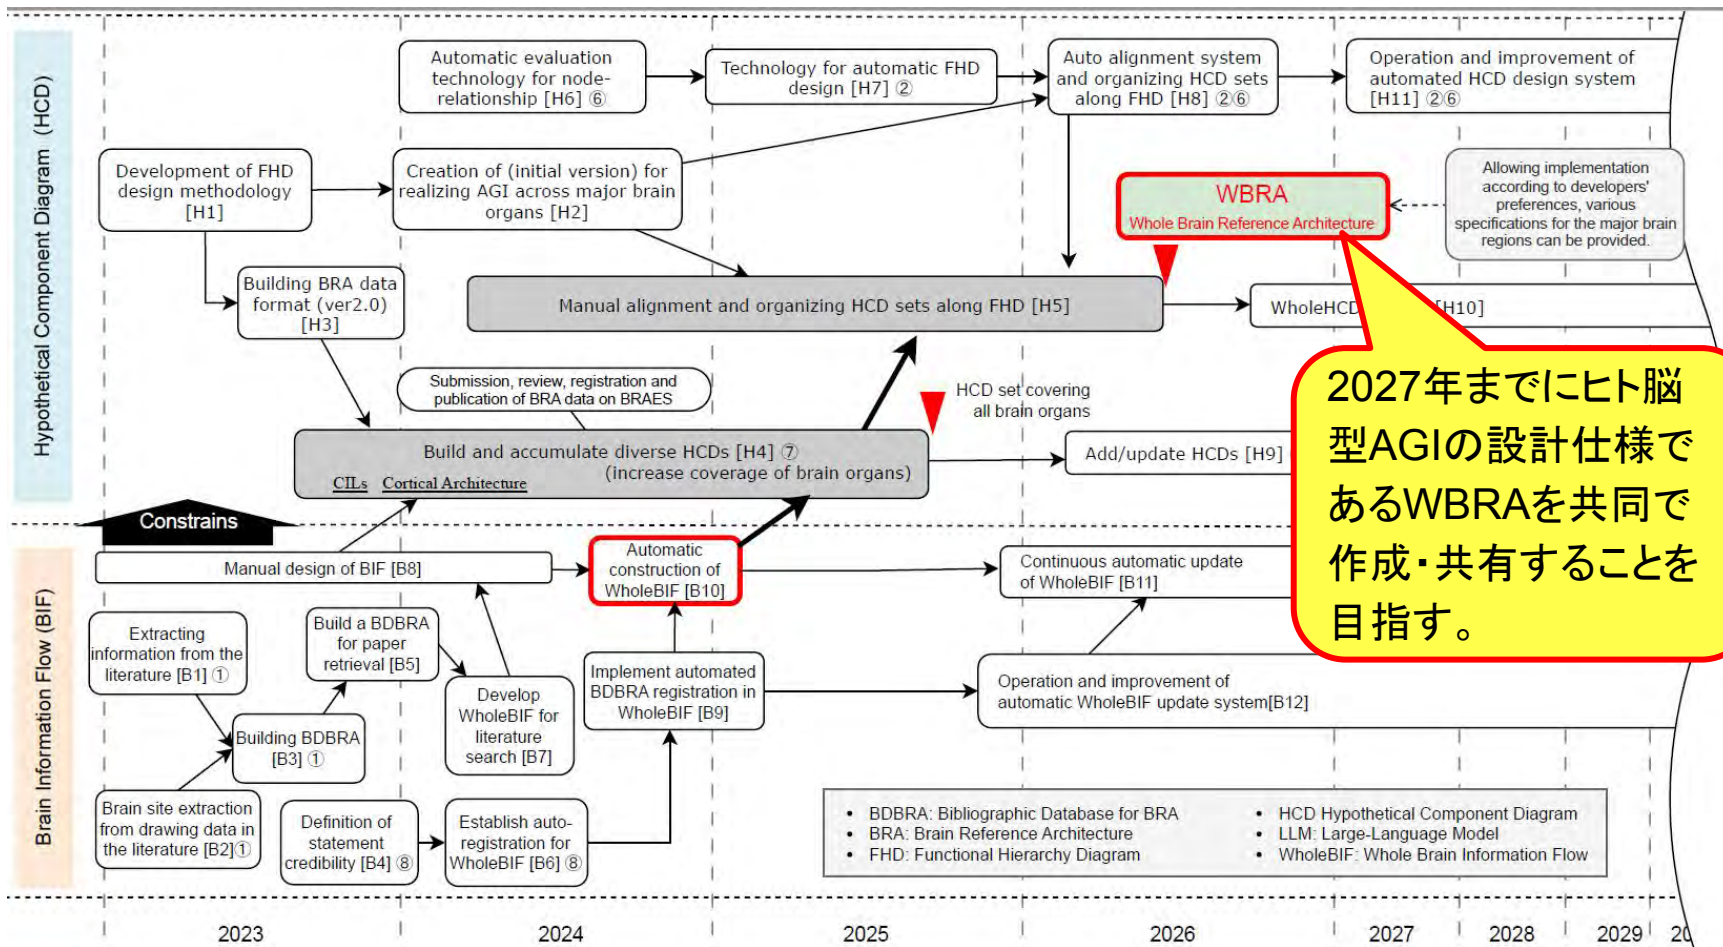 Hypothetical Component Diagram (HCD)
Automatic evaluation
technology for node-
relationship [H6] ⑥
Technology for automatic FHD
design [H7] ②
Auto alignment system
and organizing HCD sets
along FHD [H8] ②⑥
Operation and improvement of
automated HCD design system
[H11] ②⑥
Development of FHD
design methodology
[H1]
Creation of (initial version) for
realizing AGI across major brain
organs [H2]
WBRA
Whole Brain Reference Architecture
Allowing implementation
according to developers'
preferences, various
specifications for the major brain
regions can be provided.
Building BRA data
format (ver2.0)
[H3]
Manual alignment and organizing HCD sets along FHD [H5]
WholeHCD
[H10]
Submission, review, registration and
publication of BRA data on BRAES
HCD set covering
all brain organs
Build and accumulate diverse HCDs [H4] ⑦
(increase coverage of brain organs)
CILs Cortical Architecture
Add/update HCDs [H9]
2027年までにヒト脳
型AGIの設計仕様で
あるWBRAを共同で
作成・共有することを
目指す。
Constrains
Brain Information Flow (BIF)
Manual design of BIF [B8]
Automatic
construction of
WholeBIF [B10]
Continuous automatic update
of WholeBIF [B11]
Extracting
information from the
literature [B1] ①
Build a BDBRA
for paper
retrieval [B5]
Develop
WholeBIF for
literature
search [B7]
Implement automated
BDBRA registration in
WholeBIF [B9]
Operation and improvement of
automatic WholeBIF update system[B12]
Building BDBRA
[B3] ①
Brain site extraction
from drawing data in
the literature [B2]①
Definition of
statement
credibility [B4] ⑧
Establish auto-
registration for
WholeBIF [B6] ⑧
• BDBRA: Bibliographic Database for BRA
• BRA: Brain Reference Architecture
• FHD: Functional Hierarchy Diagram
• HCD Hypothetical Component Diagram
• LLM: Large-Language Model
• WholeBIF: Whole Brain Information Flow
2023 2024 2025 2026 2027 2028 2029 20